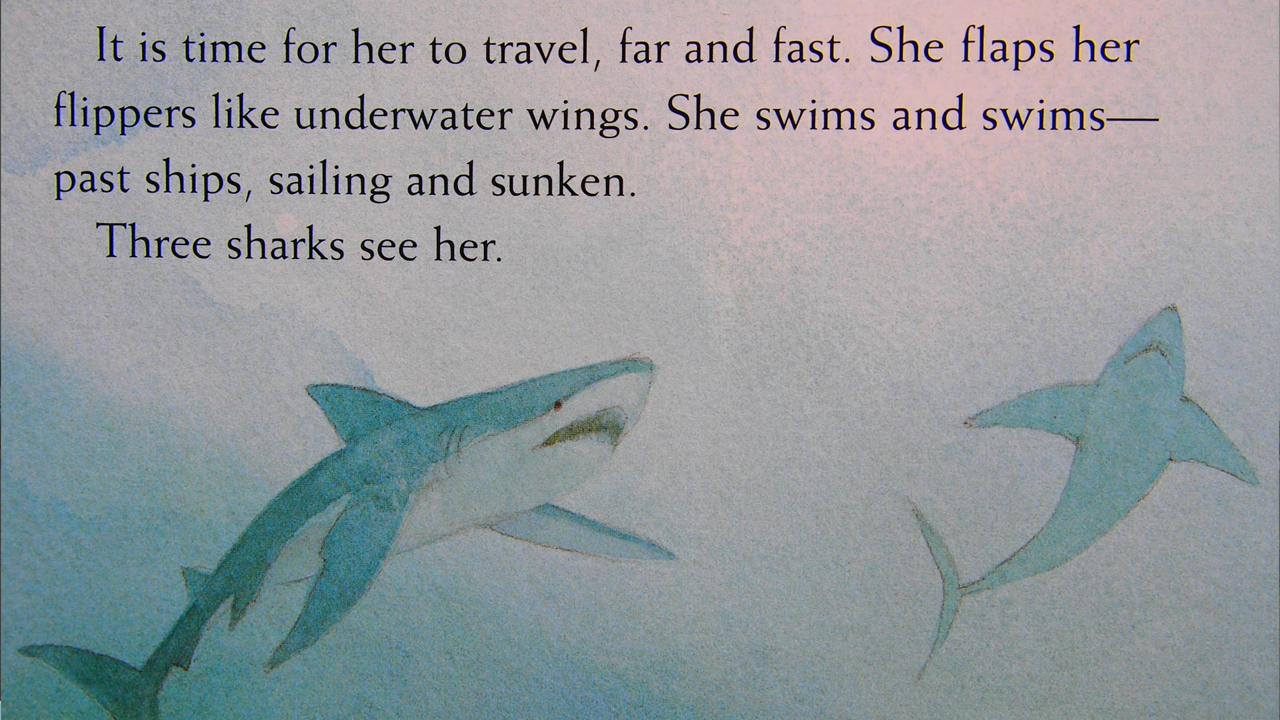 It is time for her to travel, far and fast. She flaps her
flippers like underwater wings. She swims and swims—
past ships, sailing and sunken.
Three sharks see her.